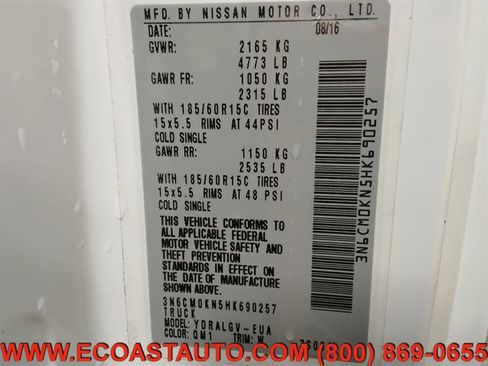 MFD. BY NISSAN MOTOR CO., LTD.
DATE: 08/16
GVWR: 2165 KG
4773 LB
GAWR FR: 1050 KG
2315 LB
WITH 185/60R15C TIRES
15x5.5 RIMS AT 44PSI
COLD SINGLE
GAWR RR: 1150 KG
2535 LB
WITH 185/60R15C TIRES
15x5.5 RIMS AT 48 PSI
COLD SINGLE
THIS VEHICLE CONFORMS TO
ALL APPLICABLE FEDERAL
MOTOR VEHICLE SAFETY AND
THEFT PREVENTION
STANDARDS IN EFFECT ON
THE DATE OF MANUFACTURE
SHOWN ABOVE.
3N6CM0KN5HK690257
TRUCK
MODEL: YDRALGV-EUA
COLOR: QM1 TRIM: W
3N6CM0KN5HK690257
WWW.ECOASTAUTO.COM (800) 869-0655